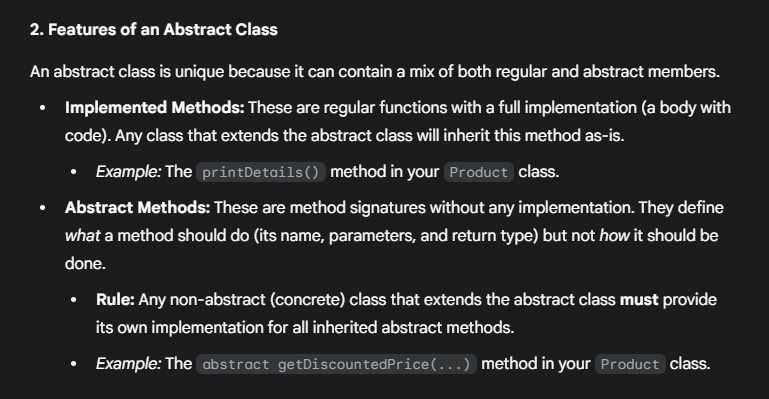 2. Features of an Abstract Class
An abstract class is unique because it can contain a mix of both regular and abstract members.
• Implemented Methods: These are regular functions with a full implementation (a body with
code). Any class that extends the abstract class will inherit this method as-is.
• Example: The printDetails() method in your Product class.
• Abstract Methods: These are method signatures without any implementation. They define
what a method should do (its name, parameters, and return type) but not how it should be
done.
• Rule: Any non-abstract (concrete) class that extends the abstract class must provide
its own implementation for all inherited abstract methods.
• Example: The abstract getDiscountedPrice(...) method in your Product class.